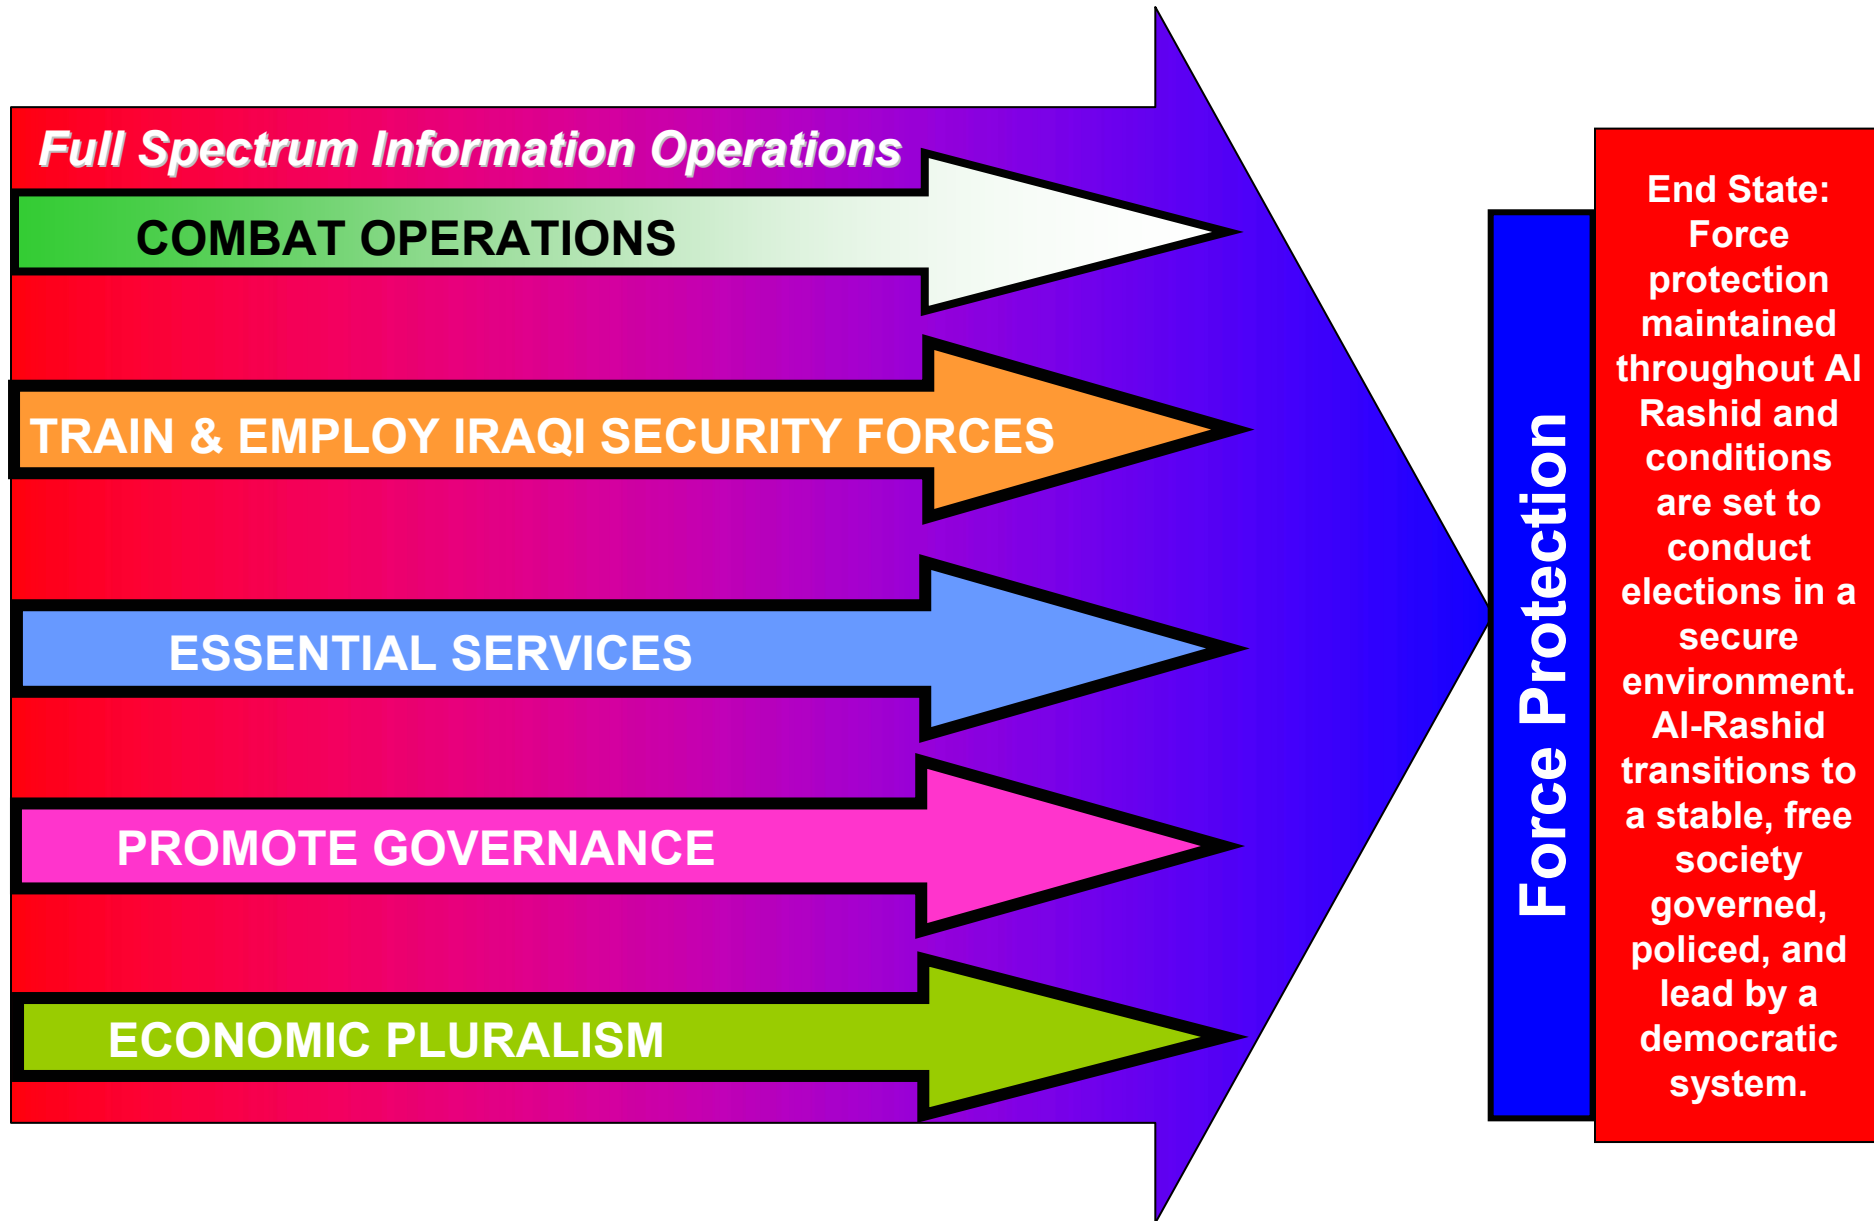 Full Spectrum Information Operations
COMBAT OPERATIONS
TRAIN & EMPLOY IRAQI SECURITY FORCES
ESSENTIAL SERVICES
PROMOTE GOVERNANCE
ECONOMIC PLURALISM
Force Protection
End State:
Force
protection
maintained
throughout Al
Rashid and
conditions
are set to
conduct
elections in a
secure
environment.
Al-Rashid
transitions to
a stable, free
society
governed,
policed, and
lead by a
democratic
system.